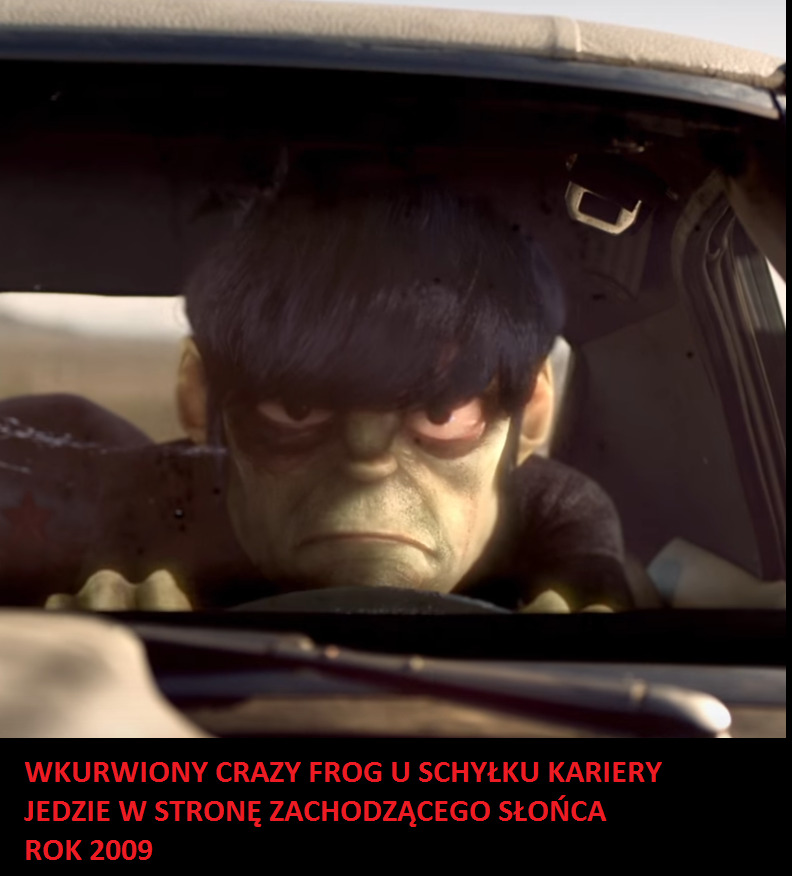 WKURWIONY CRAZY FROG U SCHYŁKU KARIERY
JEDZIE W STRONĘ ZACHODZĄCEGO SŁOŃCA
ROK 2009